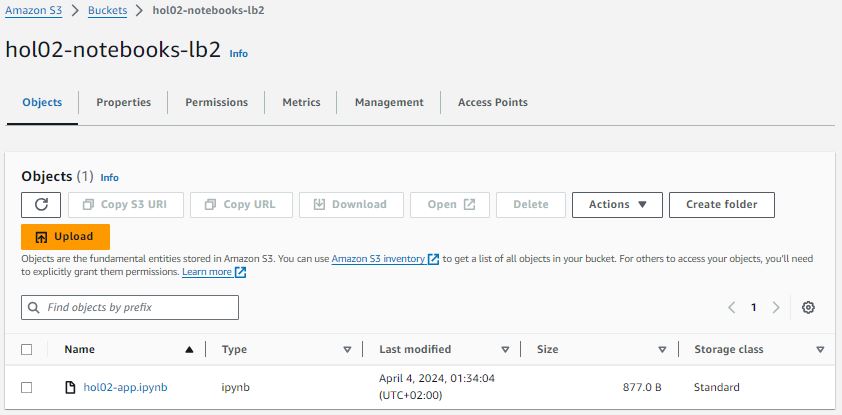 Amazon S3 > Buckets > hol02-notebooks-lb2
hol02-notebooks-lb2 Info
Objects Properties Permissions Metrics Management Access Points
Objects (1) Info
Copy S3 URI Copy URL Download Open Delete Actions Create folder
Upload
Objects are the fundamental entities stored in Amazon S3. You can use Amazon S3 inventory to get a list of all objects in your bucket. For others to access your objects, you'll need
to explicitly grant them permissions. Learn more
Find objects by prefix 1
Name Type Last modified Size Storage class
hol02-app.ipynb ipynb April 4, 2024, 01:34:04 877.0 B Standard
(UTC+02:00)